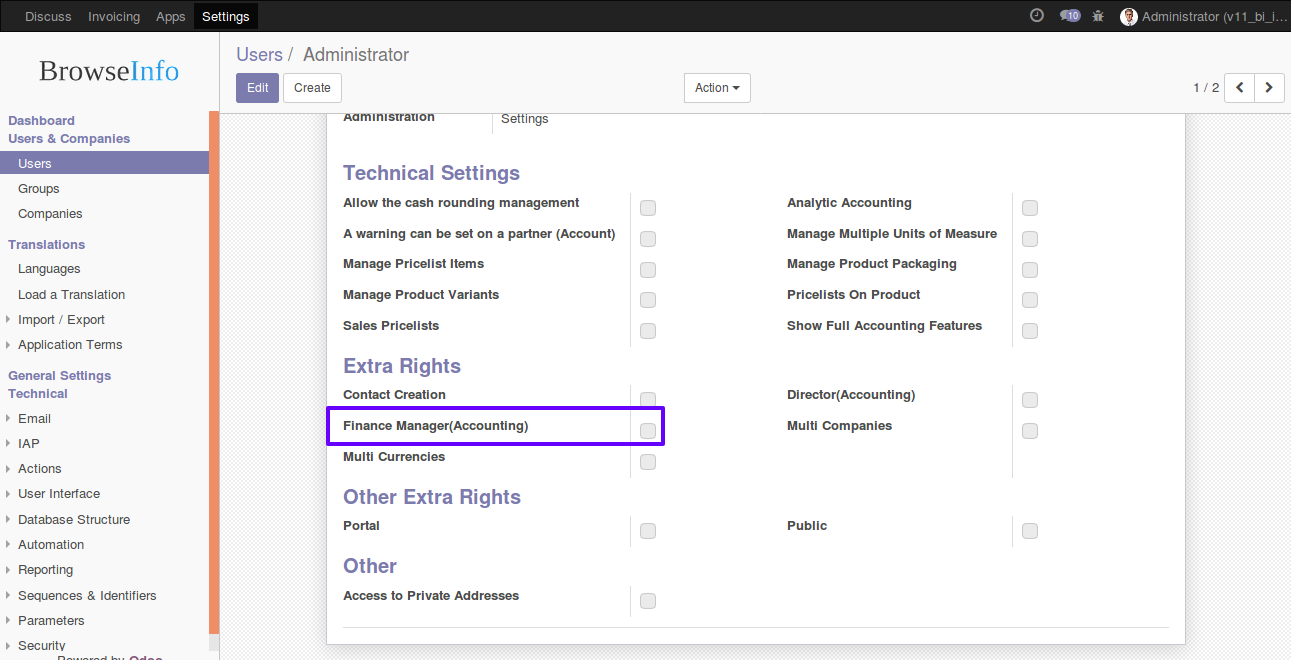 Discuss Invoicing Apps Settings 10 Administrator (v11_bi_i...
BrowseInfo
Users / Administrator
Edit Create Action 1 / 2
Dashboard
Users & Companies
Users
Groups
Companies
Translations
Languages
Load a Translation
Import / Export
Application Terms
General Settings
Technical
Email
IAP
Actions
User Interface
Database Structure
Automation
Reporting
Sequences & Identifiers
Parameters
Security
Powered by Odoo
Administration Settings
Technical Settings
Allow the cash rounding management Analytic Accounting
A warning can be set on a partner (Account) Manage Multiple Units of Measure
Manage Pricelist Items Manage Product Packaging
Manage Product Variants Pricelists On Product
Sales Pricelists Show Full Accounting Features
Extra Rights
Contact Creation Director(Accounting)
Finance Manager(Accounting) Multi Companies
Multi Currencies
Other Extra Rights
Portal Public
Other
Access to Private Addresses